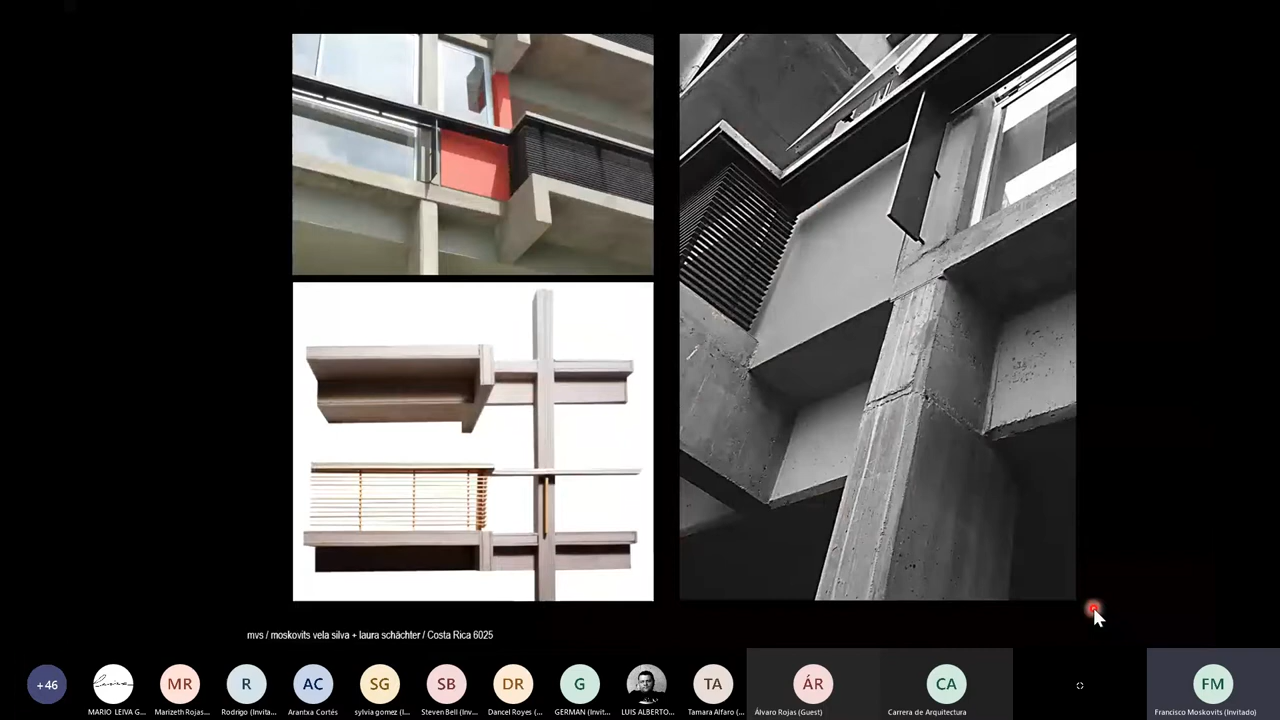 mvs / moskovits vela silva + laura schächter / Costa Rica 6025
+46
MR
R
AC
SG
SB
DR
G
TA
ÁR
CA
FM
MARIO LEIVA G...
Marizeth Rojas...
Rodrigo (Invita...
Arantxa Cortés
sylvia gomez (I...
Steven Bell (Inv...
Dancel Royes (...
GERMAN (Invit...
LUIS ALBERTO...
Tamara Alfaro (...
Álvaro Rojas (Guest)
Carrera de Arquitectura
Francisco Moskovits (Invitado)